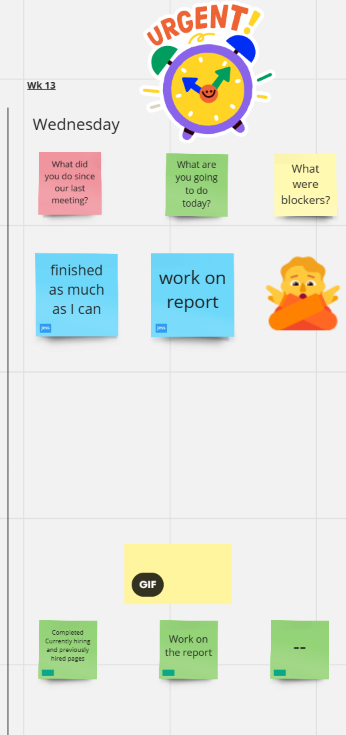 URGENT!
Wk 13
Wednesday
What did
you do since
our last
meeting?
What are
you going
to do
today?
What
were
blockers?
finished
as much
as I can
work on
report
GIF
Completed
Currently hiring
and previously
hired pages
Work on
the report
--